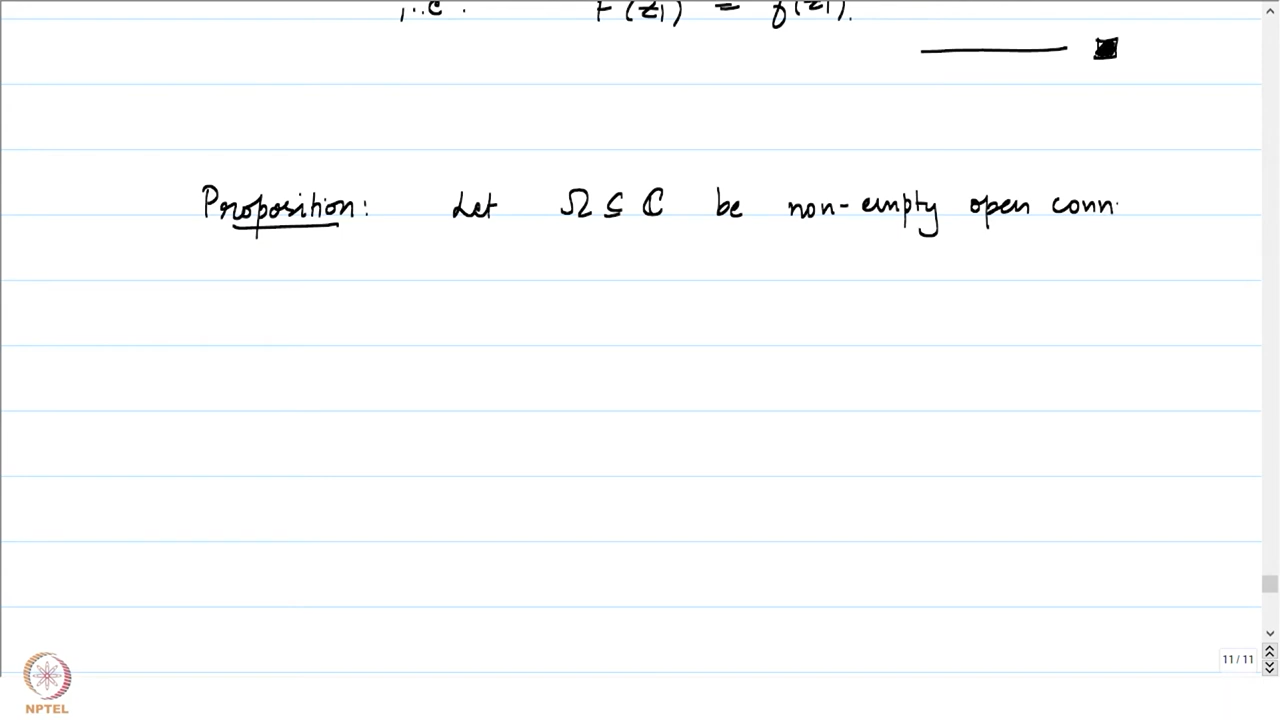 i.e. F(z₁) = f(z₁).
Proposition: Let Ω ⊆ ℂ be non-empty open conn
11 / 11
NPTEL